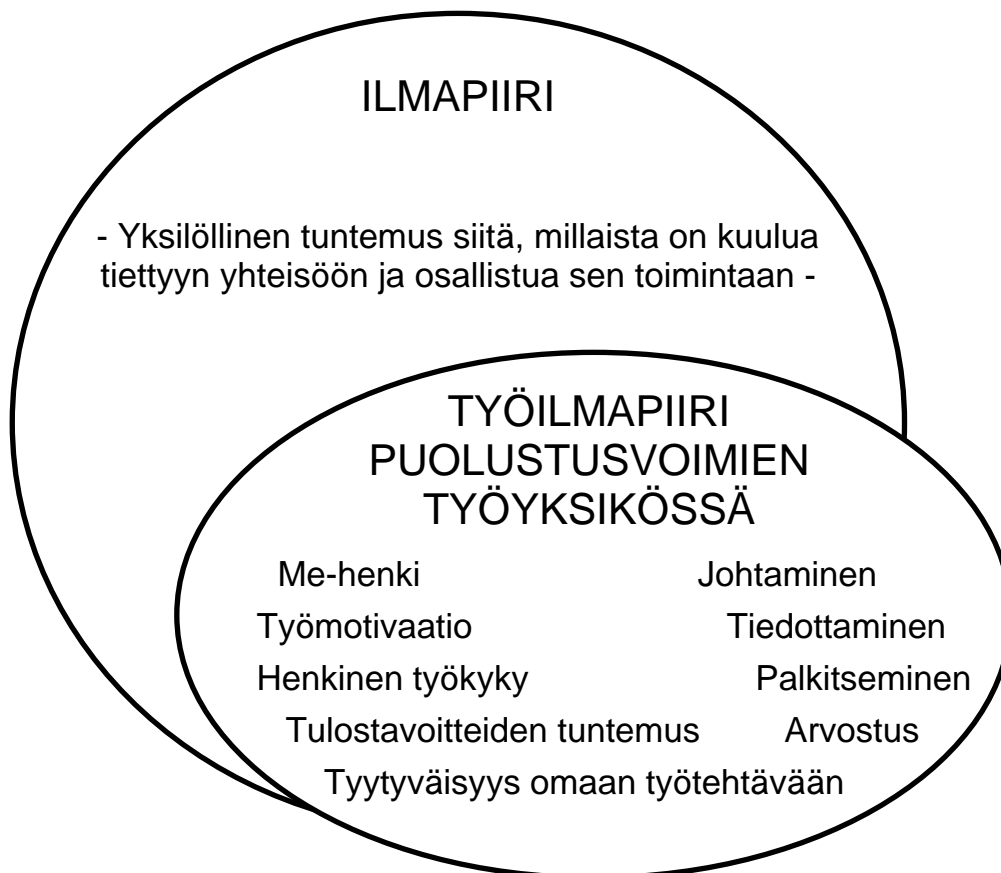 ILMAPIIRI
- Yksilöllinen tuntemus siitä, millaista on kuulua
tiettyyn yhteisöön ja osallistua sen toimintaan -
TYÖILMAPIIRI
PUOLUSTUSVOIMIEN
TYÖYKSIKÖSSÄ
Me-henki Johtaminen
Työmotivaatio Tiedottaminen
Henkinen työkyky Palkitseminen
Tulostavoitteiden tuntemus Arvostus
Tyytyväisyys omaan työtehtävään